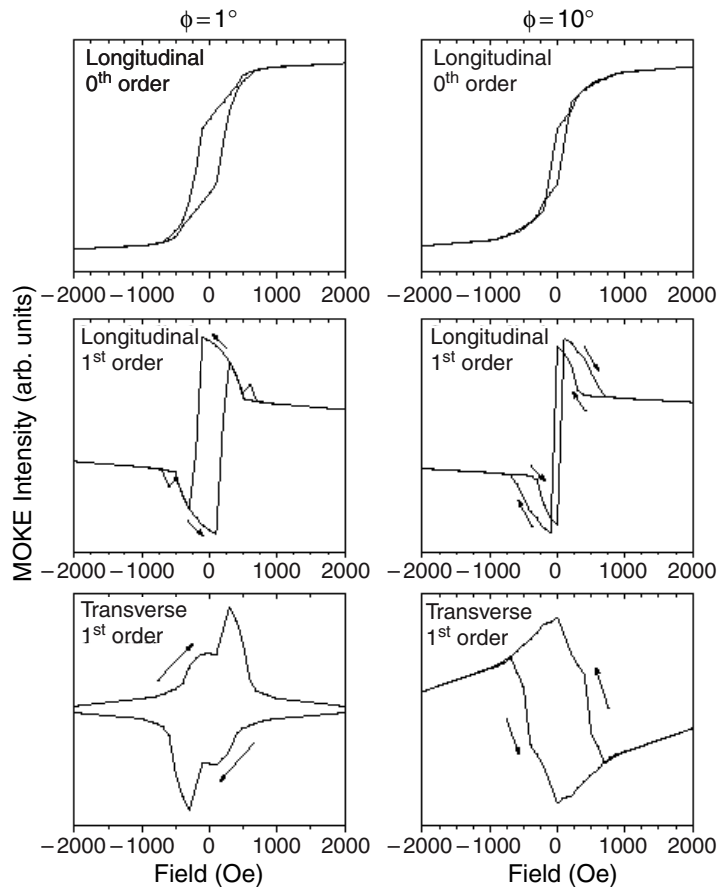 ϕ = 1°
ϕ = 10°
Longitudinal
0th order
Longitudinal
0th order
−2000 −1000 0 1000 2000
−2000 −1000 0 1000 2000
MOKE Intensity (arb. units)
Longitudinal
1st order
Longitudinal
1st order
−2000 −1000 0 1000 2000
−2000 −1000 0 1000 2000
Transverse
1st order
Transverse
1st order
−2000 −1000 0 1000 2000
−2000 −1000 0 1000 2000
Field (Oe)
Field (Oe)